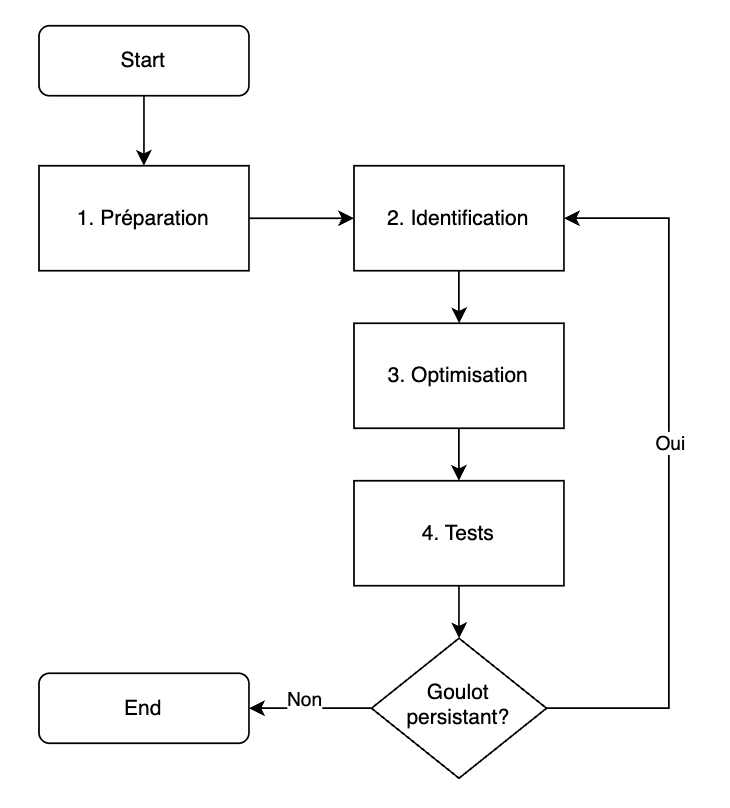 Start
1. Préparation
2. Identification
3. Optimisation
Oui
4. Tests
Goulot
persistant?
Non
End